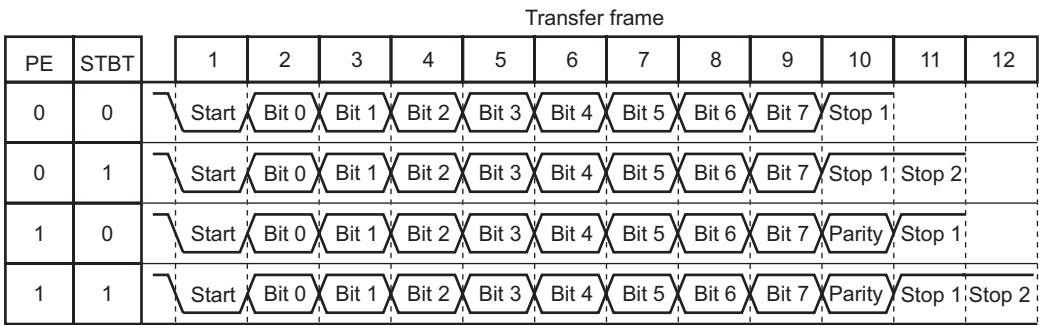 Transfer frame
PE STBT 1 2 3 4 5 6 7 8 9 10 11 12
0 0 Start Bit 0 Bit 1 Bit 2 Bit 3 Bit 4 Bit 5 Bit 6 Bit 7 Stop 1
0 1 Start Bit 0 Bit 1 Bit 2 Bit 3 Bit 4 Bit 5 Bit 6 Bit 7 Stop 1 Stop 2
1 0 Start Bit 0 Bit 1 Bit 2 Bit 3 Bit 4 Bit 5 Bit 6 Bit 7 Parity Stop 1
1 1 Start Bit 0 Bit 1 Bit 2 Bit 3 Bit 4 Bit 5 Bit 6 Bit 7 Parity Stop 1 Stop 2